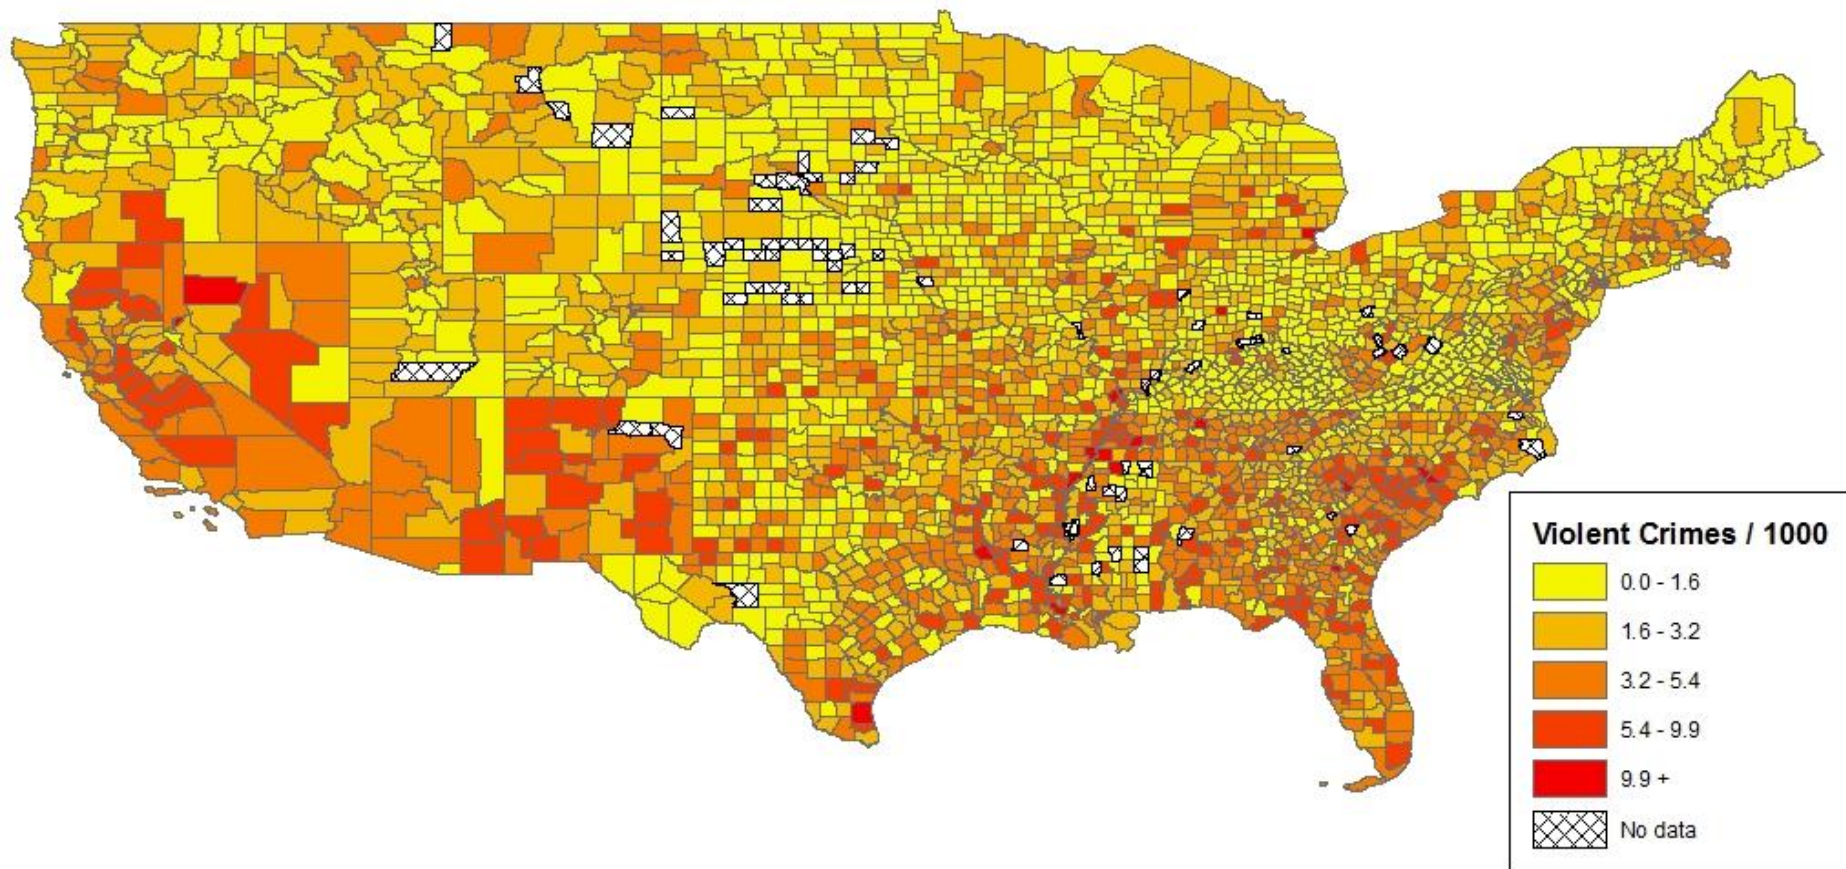 Violent Crimes / 1000
0.0 - 1.6
1.6 - 3.2
3.2 - 5.4
5.4 - 9.9
9.9 +
No data